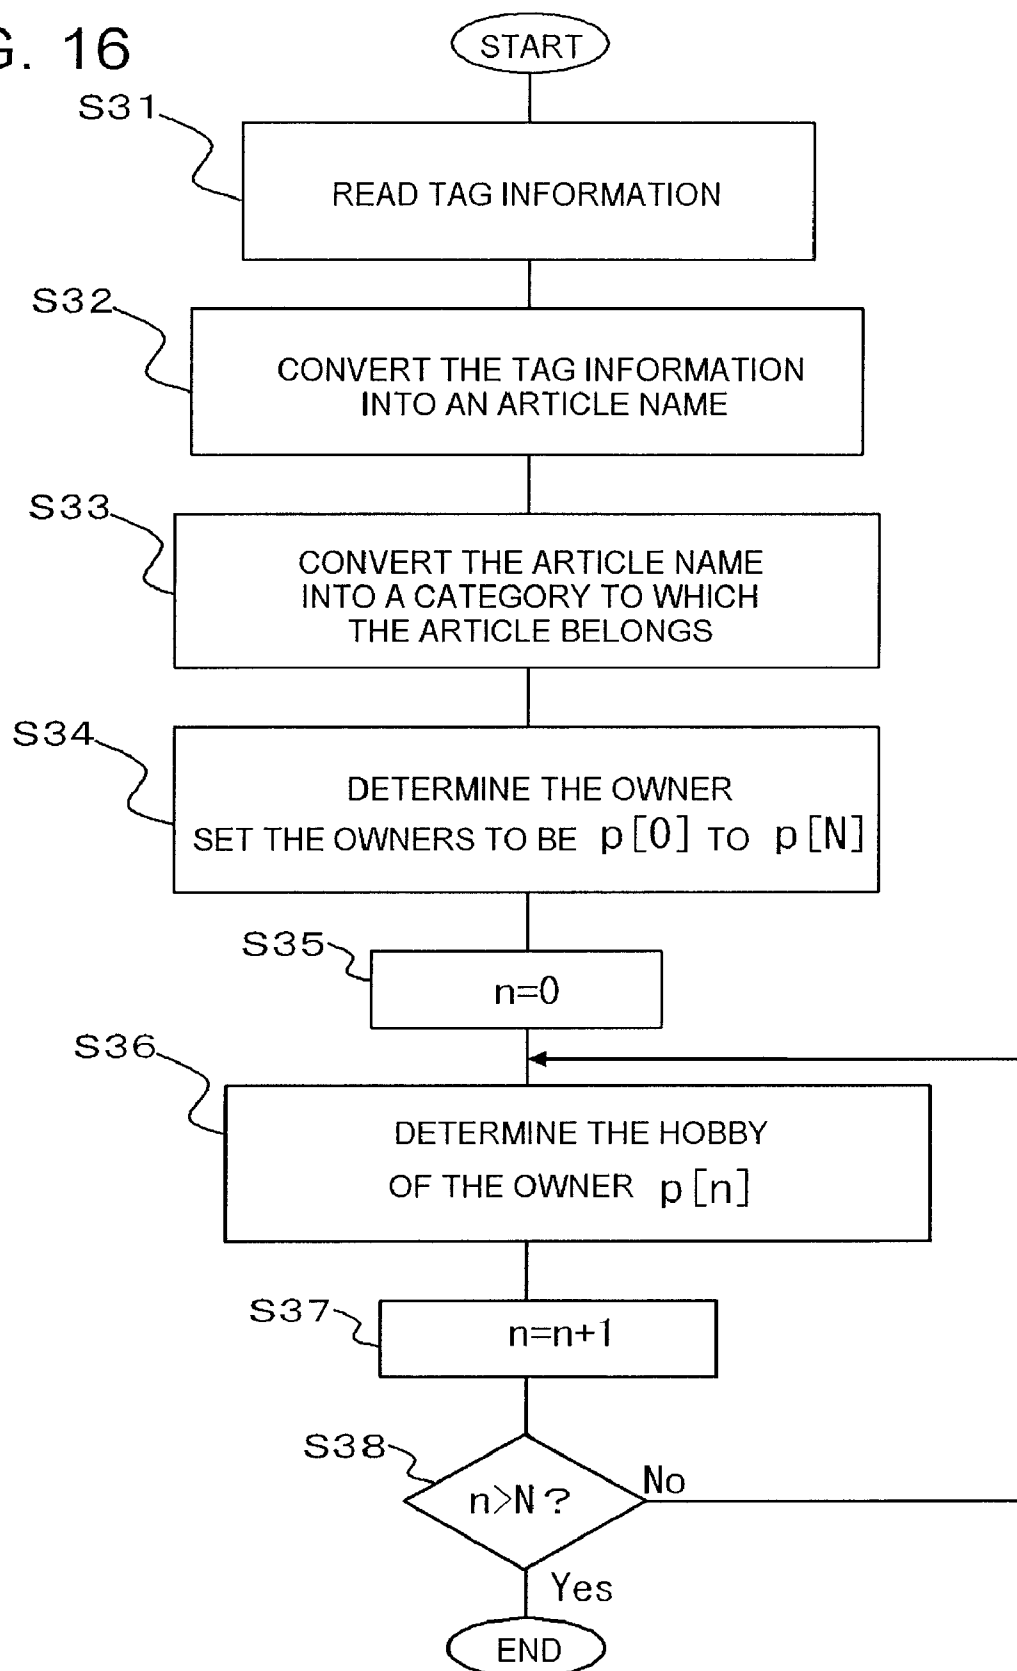 G. 16
START
S31
READ TAG INFORMATION
S32
CONVERT THE TAG INFORMATION
INTO AN ARTICLE NAME
S33
CONVERT THE ARTICLE NAME
INTO A CATEGORY TO WHICH
THE ARTICLE BELONGS
S34
DETERMINE THE OWNER
SET THE OWNERS TO BE p[0] TO p[N]
S35
n=0
S36
DETERMINE THE HOBBY
OF THE OWNER p[n]
S37
n=n+1
S38
n>N?
No
Yes
END